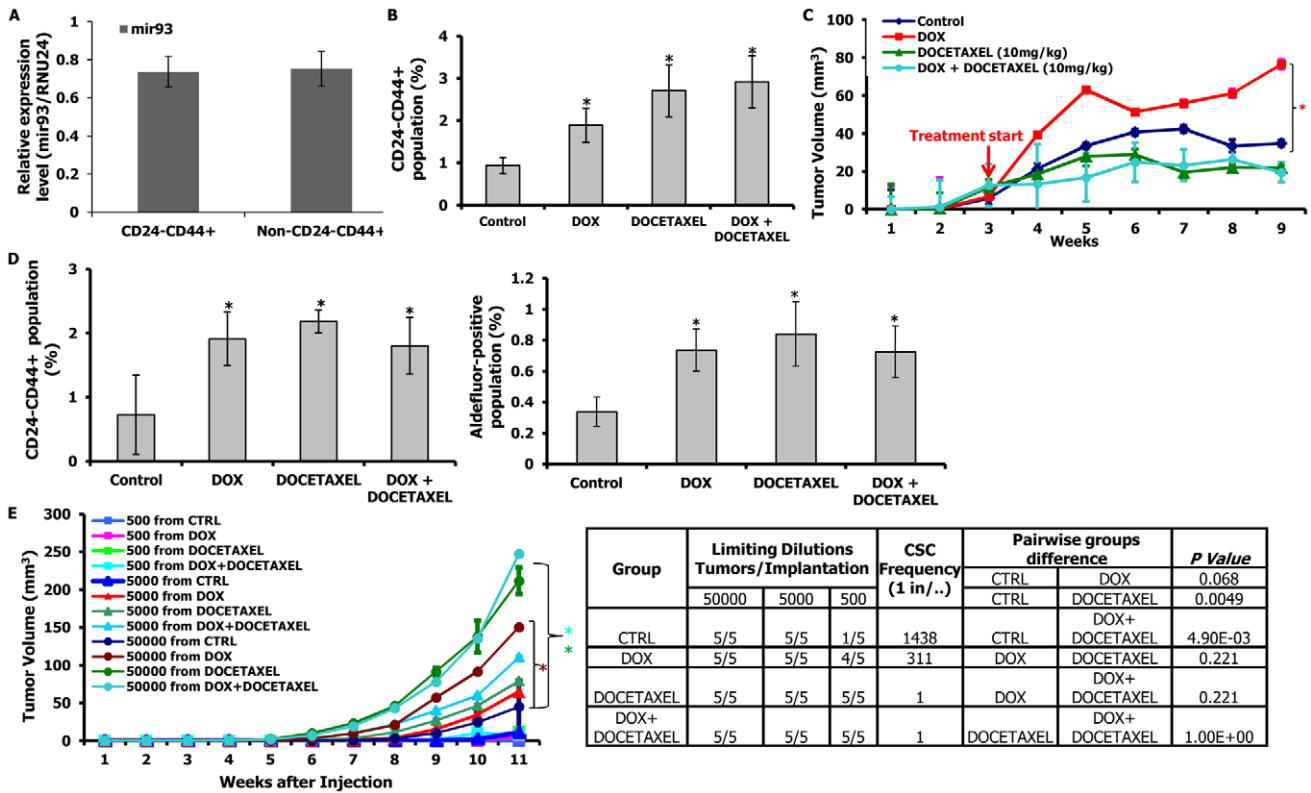 A
mir93
Relative expression
level (mir93/RNU24)
1
0.8
0.6
0.4
0.2
0
CD24-CD44+
Non-CD24-CD44+
B
CD24-CD44+
population (%)
4
3
2
1
0
*
*
*
Control
DOX
DOCETAXEL
DOX +
DOCETAXEL
C
Control
DOX
DOCETAXEL (10mg/kg)
DOX + DOCETAXEL (10mg/kg)
Tumor Volume (mm3)
100
80
60
40
20
0
Treatment start
*
1 2 3 4 5 6 7 8 9
Weeks
D
CD24-CD44+ population
(%)
3
2
1
0
*
*
*
Control
DOX
DOCETAXEL
DOX +
DOCETAXEL
Aldefluor-positive
population (%)
1.2
1
0.8
0.6
0.4
0.2
0
*
*
*
Control
DOX
DOCETAXEL
DOX +
DOCETAXEL
E
500 from CTRL
500 from DOX
500 from DOCETAXEL
500 from DOX+DOCETAXEL
5000 from CTRL
5000 from DOX
5000 from DOCETAXEL
5000 from DOX+DOCETAXEL
50000 from CTRL
50000 from DOX
50000 from DOCETAXEL
50000 from DOX+DOCETAXEL
Tumor Volume (mm3)
300
250
200
150
100
50
0
*
*
*
1 2 3 4 5 6 7 8 9 10 11
Weeks after Injection
Group
Limiting Dilutions
Tumors/Implantation
CSC
Frequency
(1 in/..)
Pairwise groups
difference
P Value
CTRL DOX 0.068
50000 5000 500
CTRL DOCETAXEL 0.0049
CTRL 5/5 5/5 1/5 1438 CTRL DOX+
DOCETAXEL 4.90E-03
DOX 5/5 5/5 4/5 311 DOX DOCETAXEL 0.221
DOCETAXEL 5/5 5/5 5/5 1 DOX DOX+
DOCETAXEL 0.221
DOX+
DOCETAXEL 5/5 5/5 5/5 1 DOCETAXEL DOX+
DOCETAXEL 1.00E+00